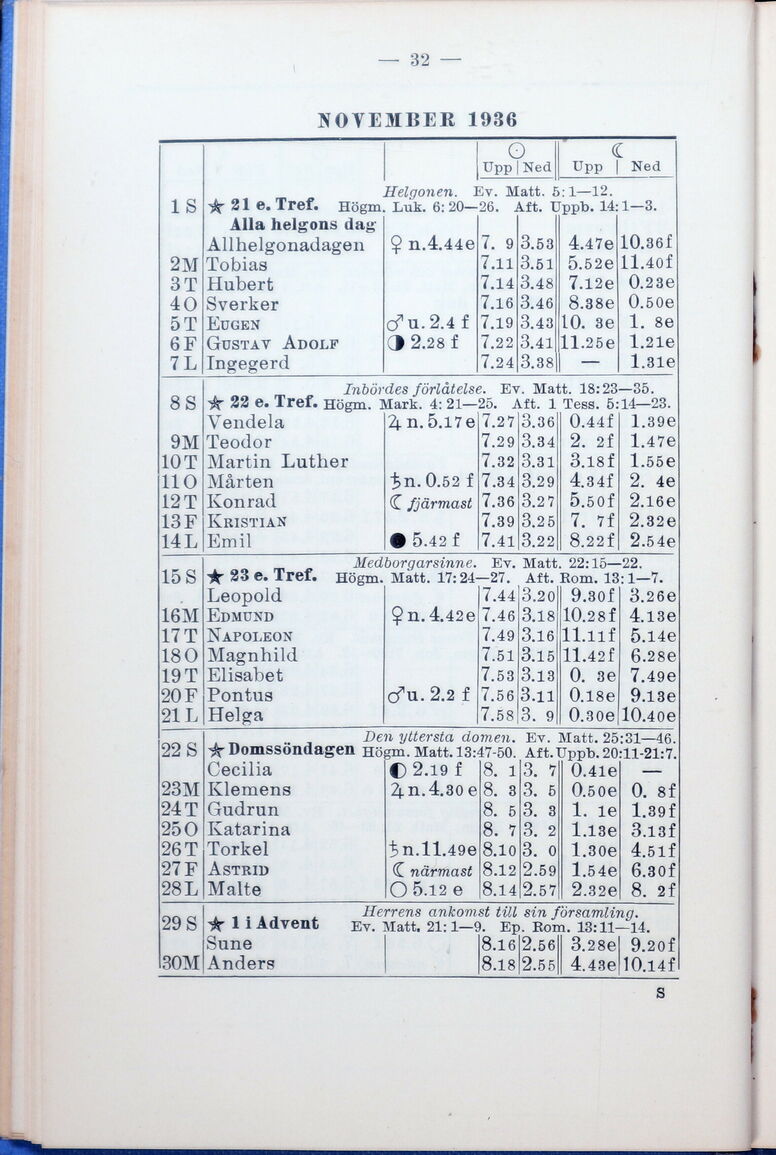 — 32 —
NOVEMBER 1936
☉ ☾
Upp Ned Upp Ned
Helgonen. Ev. Matt. 5: 1—12.
1 S ★ 21 e. Tref. Högm. Luk. 6: 20—26. Aft. Uppb. 14: 1—3.
Alla helgons dag
Allhelgonadagen ♀ n.4.44e 7. 9 3.53 4.47e 10.36f
2M Tobias 7.11 3.51 5.52e 11.40f
3 T Hubert 7.14 3.48 7.12e 0.23e
4 O Sverker 7.16 3.46 8.38e 0.50e
5 T EUGEN ♂ u. 2.4 f 7.19 3.43 10. 3e 1. 8e
6 F GUSTAV ADOLF ◑ 2.28 f 7.22 3.41 11.25e 1.21e
7 L Ingegerd 7.24 3.38 — 1.31e
Inbördes förlåtelse. Ev. Matt. 18:23—35.
8 S ★ 22 e. Tref. Högm. Mark. 4: 21—25. Aft. 1 Tess. 5:14—23.
Vendela ♃ n. 5.17e 7.27 3.36 0.44f 1.39e
9M Teodor 7.29 3.34 2. 2f 1.47e
10T Martin Luther 7.32 3.31 3.18f 1.55e
11O Mårten ♄ n. 0.52 f 7.34 3.29 4.34f 2. 4e
12T Konrad ☾ fjärmast 7.36 3.27 5.50f 2.16e
13F KRISTIAN 7.39 3.25 7. 7f 2.32e
14L Emil ● 5.42 f 7.41 3.22 8.22f 2.54e
Medborgarsinne. Ev. Matt. 22:15—22.
15 S ★ 23 e. Tref. Högm. Matt. 17: 24—27. Aft. Rom. 13: 1—7.
Leopold 7.44 3.20 9.30f 3.26e
16M EDMUND ♀ n. 4.42e 7.46 3.18 10.28f 4.13e
17T NAPOLEON 7.49 3.16 11.11f 5.14e
18O Magnhild 7.51 3.15 11.42f 6.28e
19T Elisabet 7.53 3.13 0. 3e 7.49e
20F Pontus ♂ u. 2.2 f 7.56 3.11 0.18e 9.13e
21L Helga 7.58 3. 9 0.30e 10.40e
Den yttersta domen. Ev. Matt. 25:31—46.
22 S ★ Domssöndagen Högm. Matt. 13:47-50. Aft. Uppb. 20:11-21:7.
Cecilia ◐ 2.19 f 8. 1 3. 7 0.41e —
23M Klemens ♃ n. 4.30 e 8. 3 3. 5 0.50e 0. 8f
24T Gudrun 8. 5 3. 3 1. 1e 1.39f
25O Katarina 8. 7 3. 2 1.13e 3.13f
26T Torkel ♄ n.11.49e 8.10 3. 0 1.30e 4.51f
27F ASTRID ☾ närmast 8.12 2.59 1.54e 6.30f
28L Malte ○ 5.12 e 8.14 2.57 2.32e 8. 2f
Herrens ankomst till sin församling.
29 S ★ 1 i Advent Ev. Matt. 21: 1—9. Ep. Rom. 13:11—14.
Sune 8.16 2.56 3.28e 9.20f
30M Anders 8.18 2.55 4.43e 10.14f
S